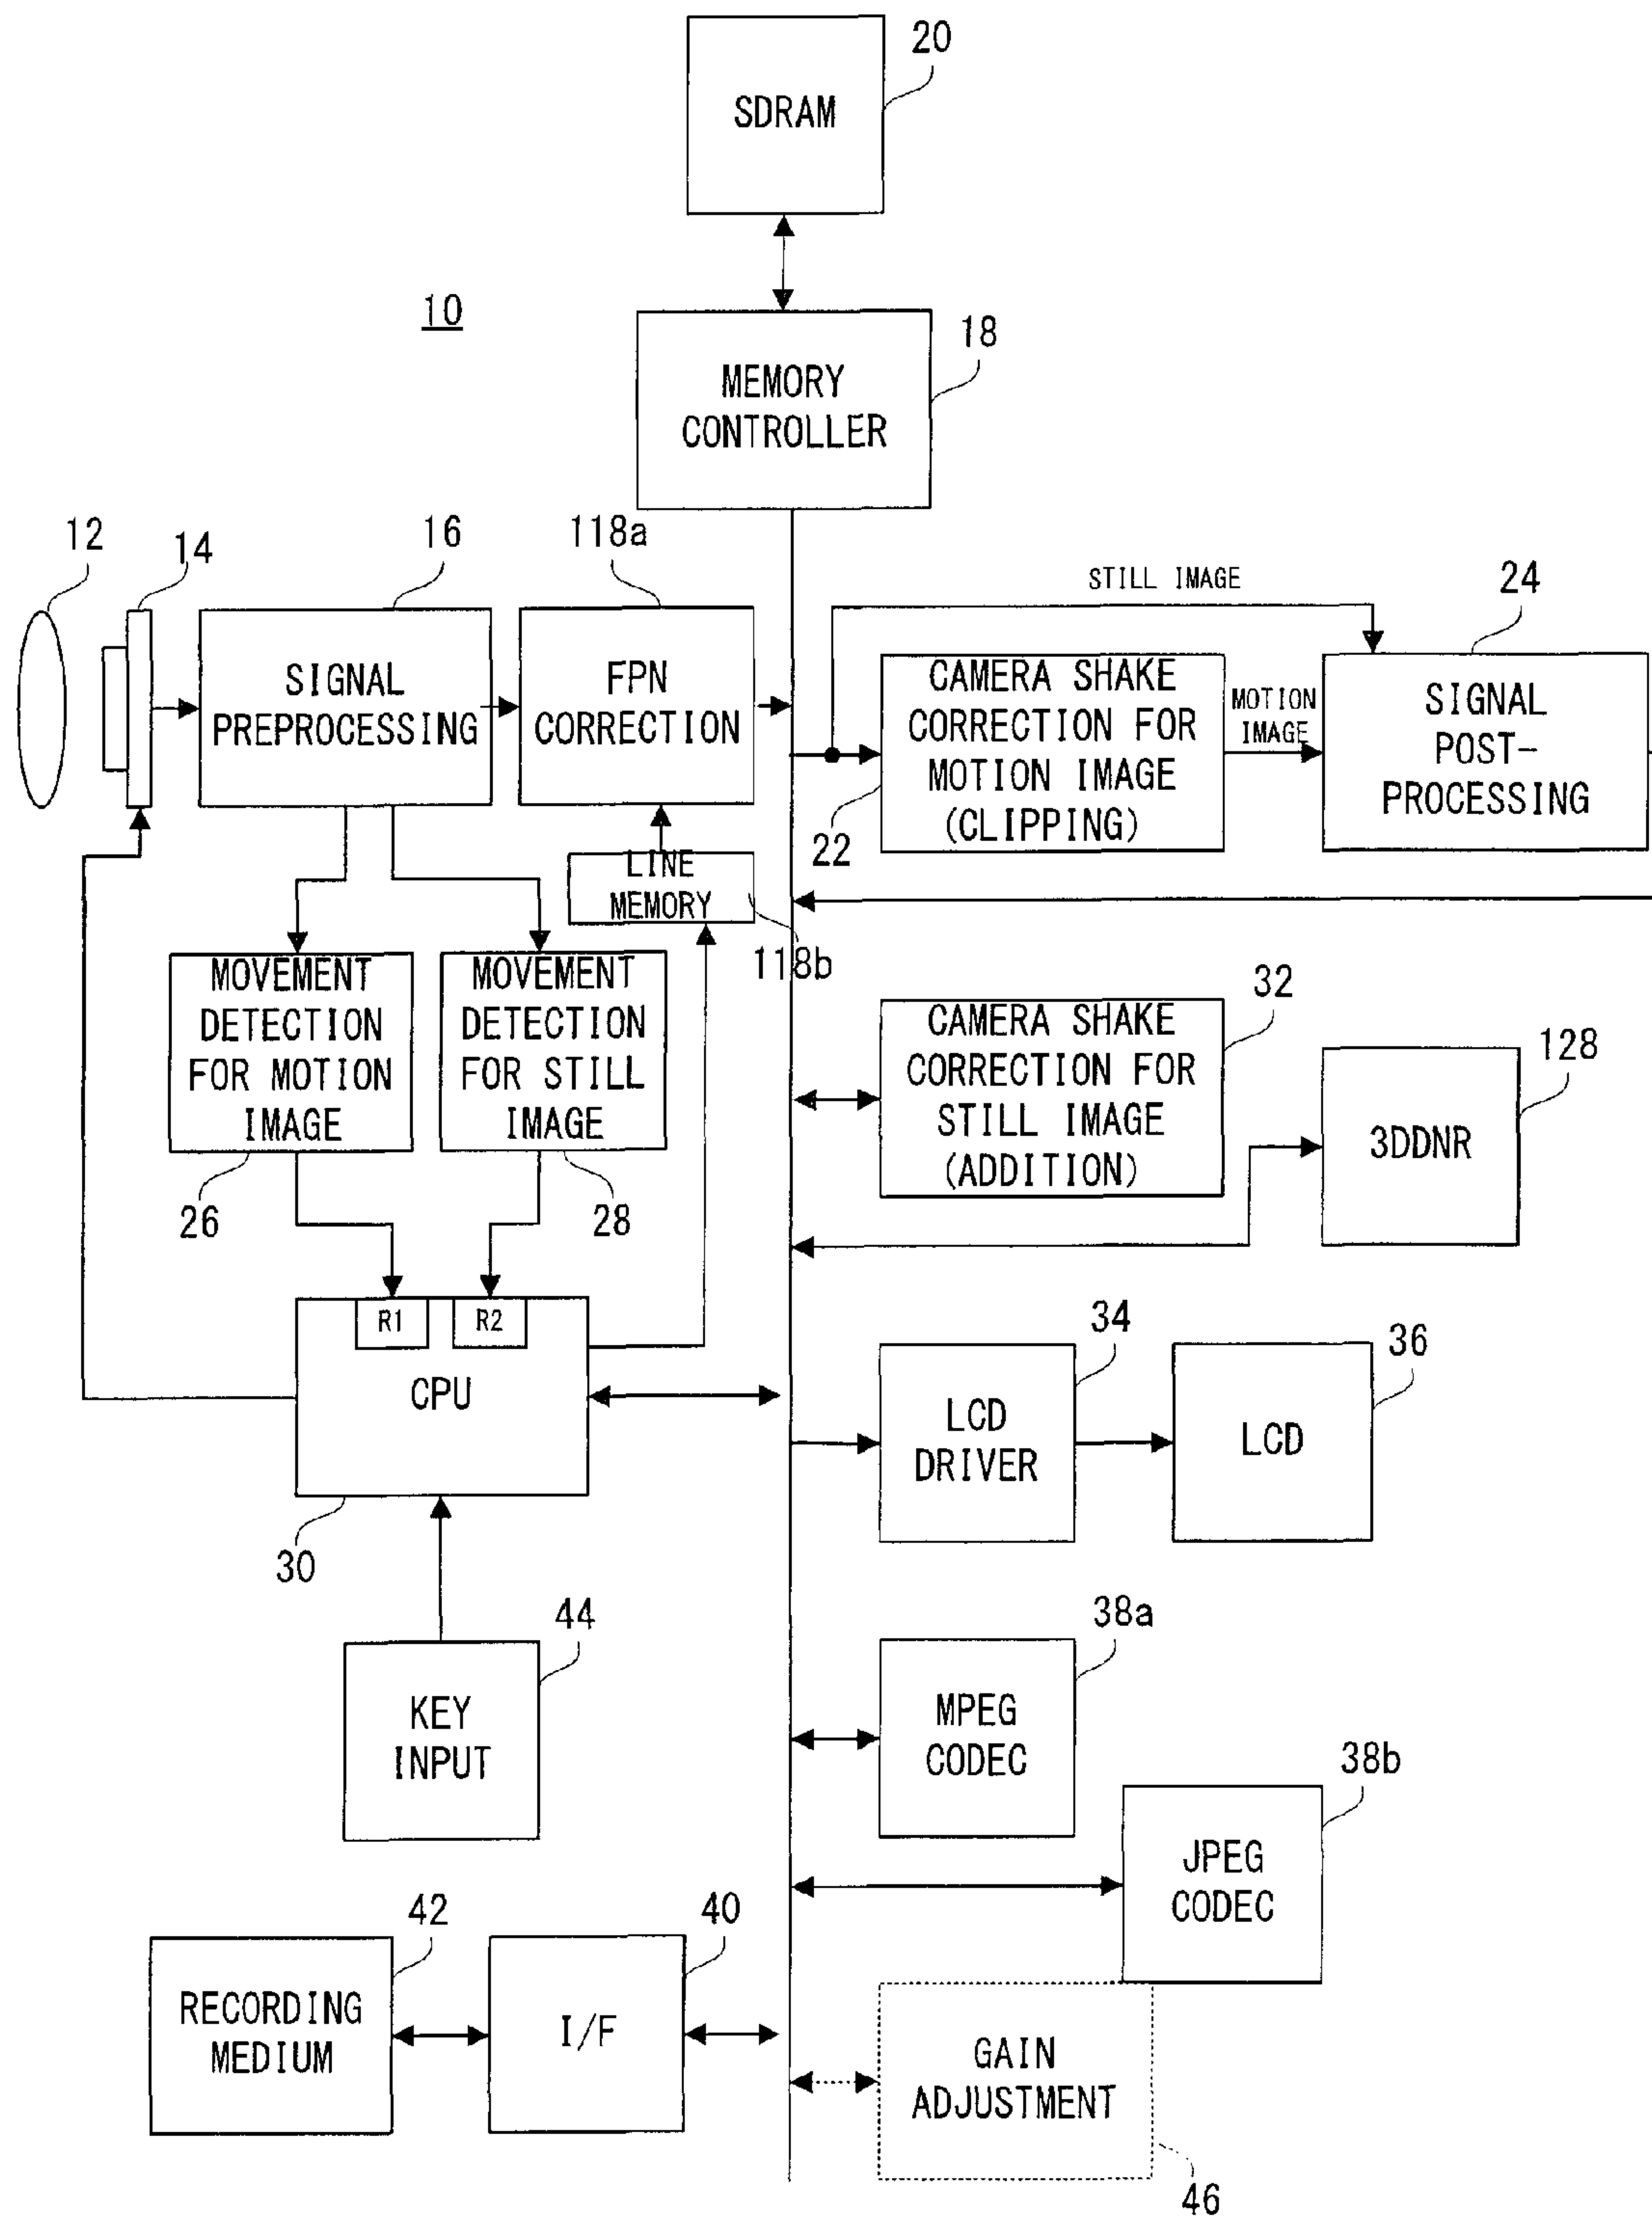 20
SDRAM
10
18
MEMORY
CONTROLLER
12
14
16
118a
STILL IMAGE
24
SIGNAL
PREPROCESSING
FPN
CORRECTION
CAMERA SHAKE
CORRECTION FOR
MOTION IMAGE
(CLIPPING)
22
MOTION
IMAGE
SIGNAL
POST-
PROCESSING
LINE
MEMORY
118b
MOVEMENT
DETECTION
FOR MOTION
IMAGE
26
MOVEMENT
DETECTION
FOR STILL
IMAGE
28
32
CAMERA SHAKE
CORRECTION FOR
STILL IMAGE
(ADDITION)
128
3DDNR
R1
R2
CPU
30
34
LCD
DRIVER
36
LCD
44
KEY
INPUT
38a
MPEG
CODEC
38b
JPEG
CODEC
42
RECORDING
MEDIUM
40
I/F
GAIN
ADJUSTMENT
46